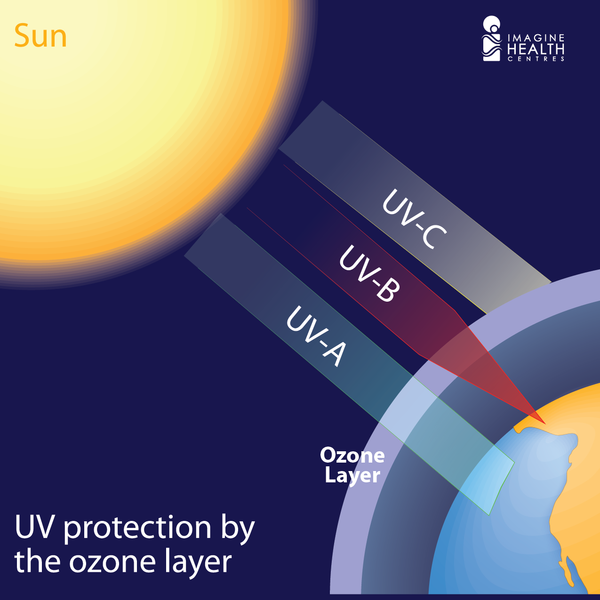 Sun
IMAGINE
HEALTH
CENTRES
UV-C
UV-B
UV-A
Ozone
Layer
UV protection by
the ozone layer